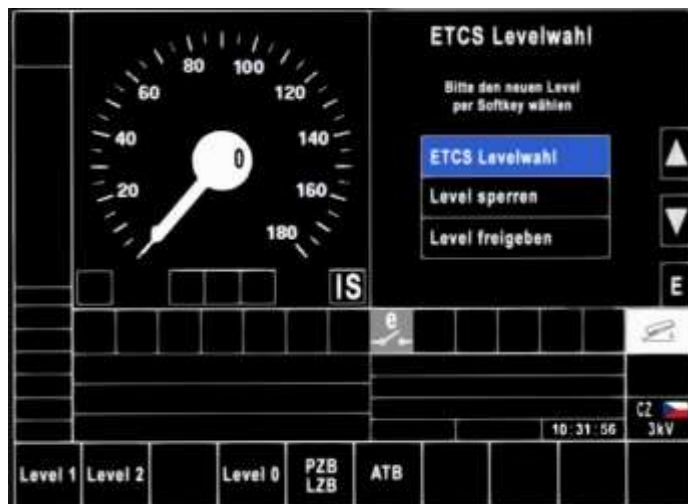 ETCS Levelwahl
Bitte den neuen Level
per Softkey wählen
ETCS Levelwahl
Level sperren
Level freigeben
E
20
40
60
80
100
120
140
160
180
0
IS
e
CZ
10:31:56
3kV
Level 1
Level 2
Level 0
PZB
LZB
ATB